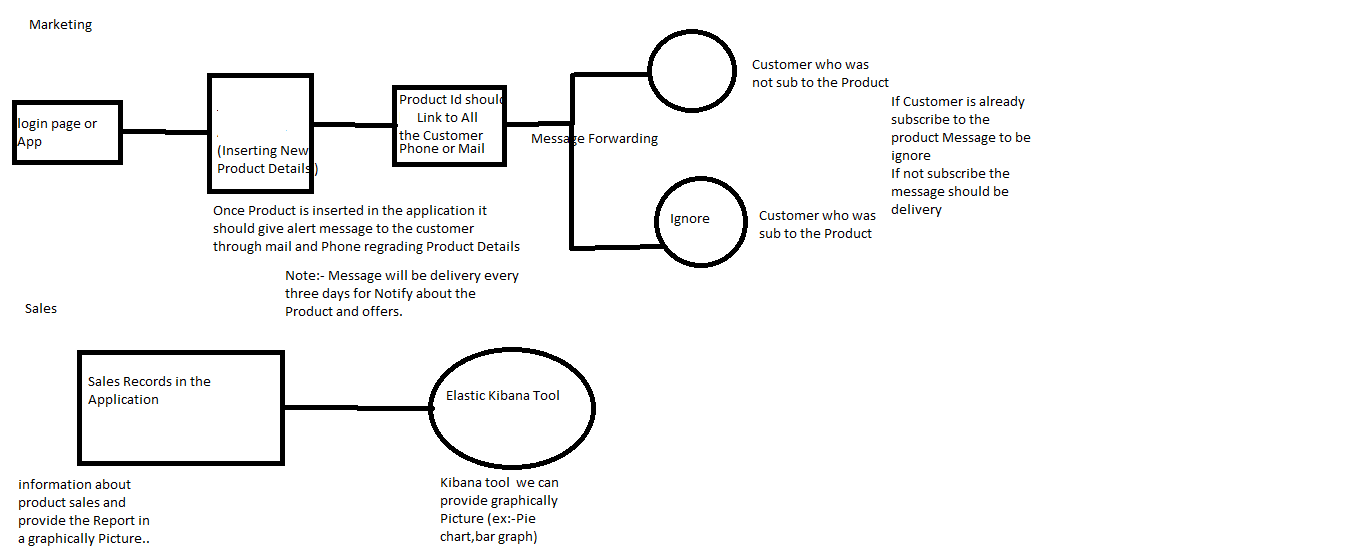 Marketing
login page or
App
(Inserting New
Product Details )
Product Id should
Link to All
the Customer
Phone or Mail
Message Forwarding
Customer who was
not sub to the Product
If Customer is already
subscribe to the
product Message to be
ignore
If not subscribe the
message should be
delivery
Ignore
Customer who was
sub to the Product
Once Product is inserted in the application it
should give alert message to the customer
through mail and Phone regrading Product Details
Note:- Message will be delivery every
three days for Notify about the
Product and offers.
Sales
Sales Records in the
Application
Elastic Kibana Tool
information about
product sales and
provide the Report in
a graphically Picture..
Kibana tool  we can
provide graphically
Picture (ex:-Pie
chart,bar graph)